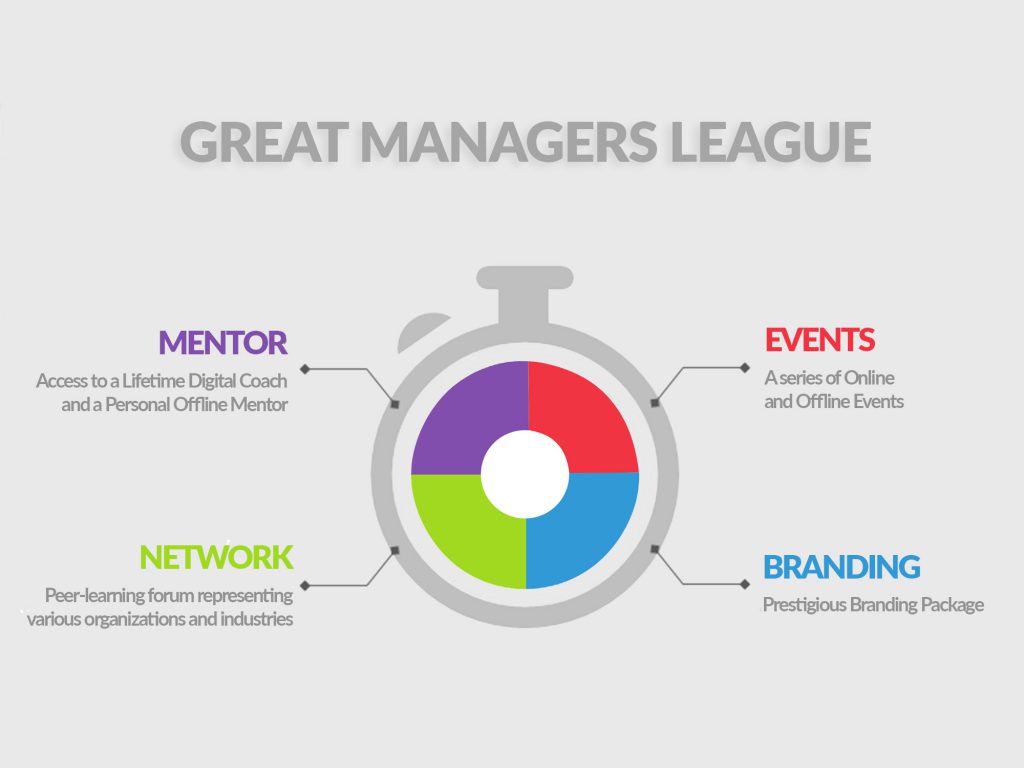 GREAT MANAGERS LEAGUE
MENTOR
Access to a Lifetime Digital Coach
and a Personal Offline Mentor
EVENTS
A series of Online
and Offline Events
NETWORK
Peer-learning forum representing
various organizations and industries
BRANDING
Prestigious Branding Package